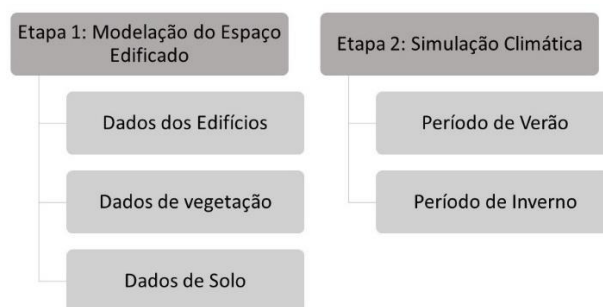 Etapa 1: Modelação do Espaço
Edificado
Dados dos Edifícios
Dados de vegetação
Dados de Solo
Etapa 2: Simulação Climática
Período de Verão
Período de Inverno